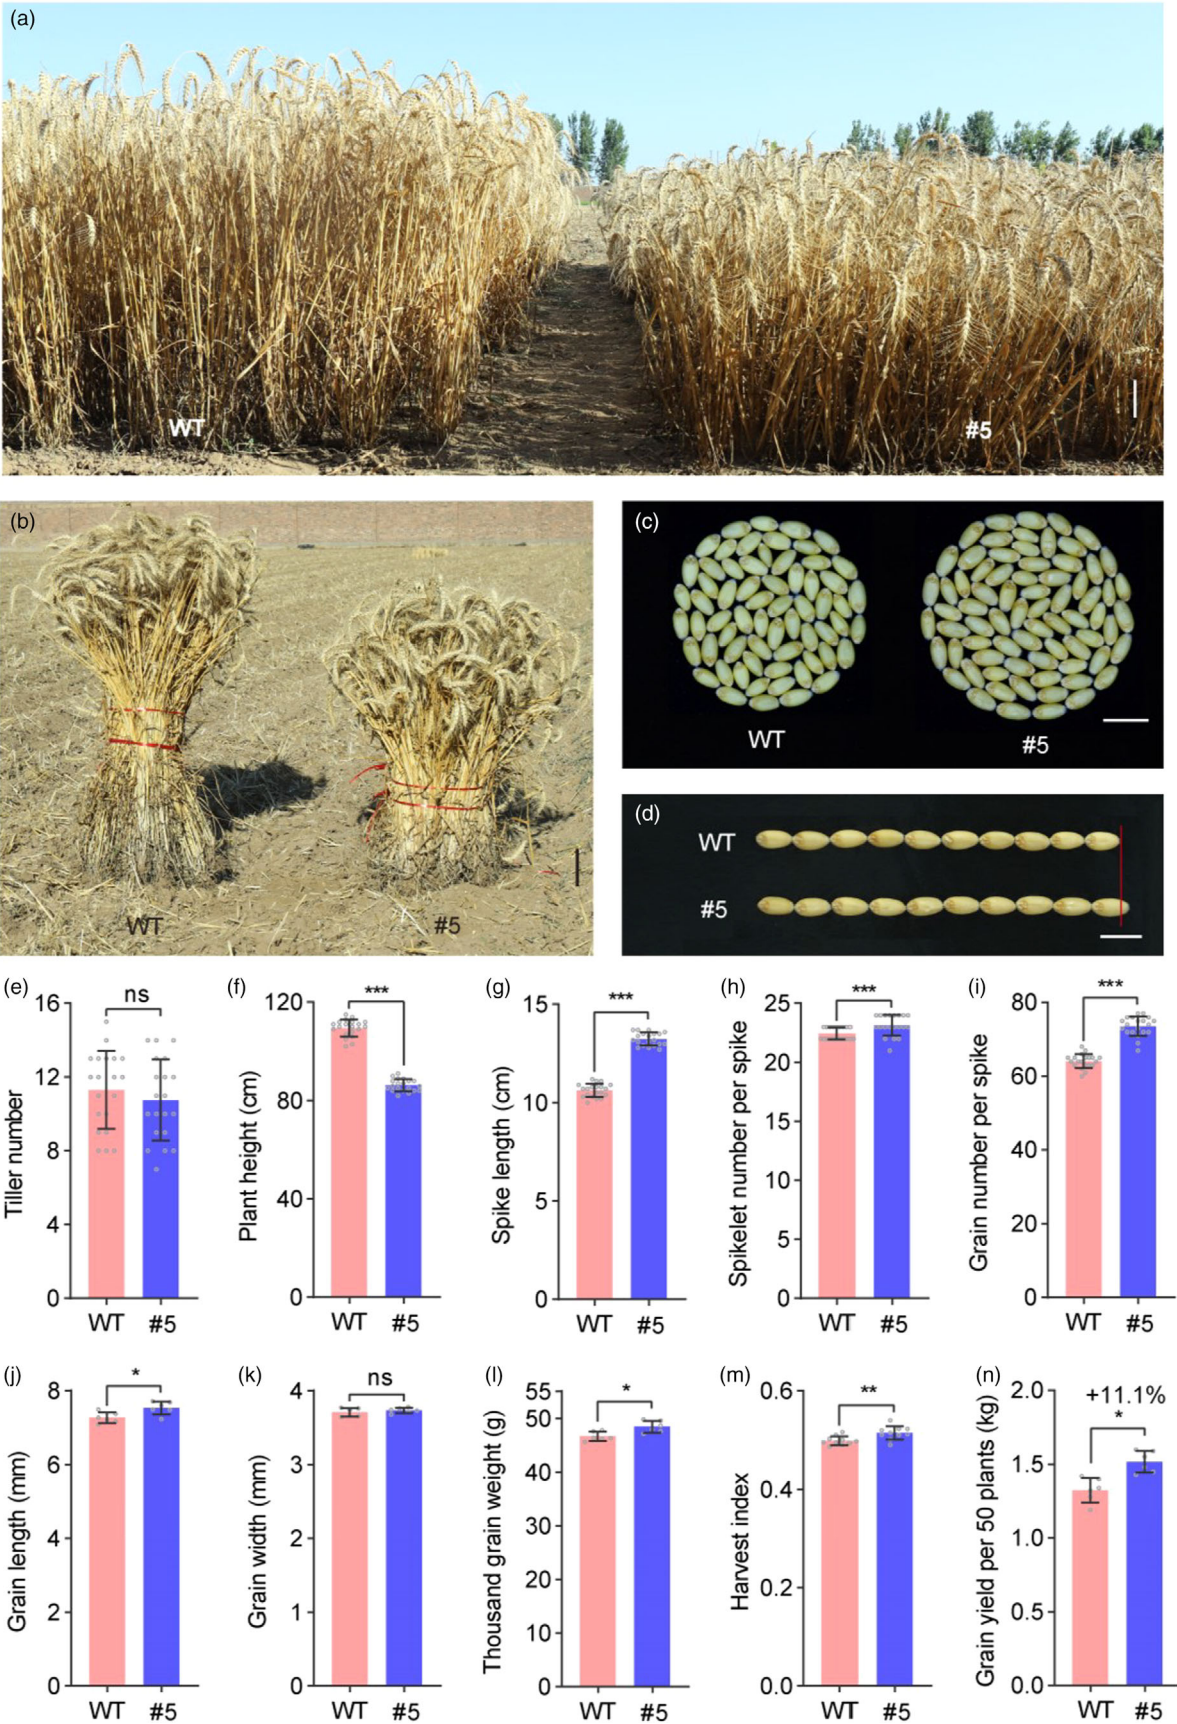 (a)
WT
#5
(b)
WT
#5
(c)
WT
#5
(d)
WT
#5
(e)
16
12
8
4
0
Tiller number
ns
WT
#5
(f)
120
80
40
0
Plant height (cm)
***
WT
#5
(g)
15
10
5
0
Spike length (cm)
***
WT
#5
(h)
25
20
15
10
5
0
Spikelet number per spike
***
WT
#5
(i)
80
60
40
20
0
Grain number per spike
***
WT
#5
(j)
8
6
4
2
0
Grain length (mm)
*
WT
#5
(k)
4
3
2
1
0
Grain width (mm)
ns
WT
#5
(l)
55
50
40
30
20
10
0
Thousand grain weight (g)
*
WT
#5
(m)
0.6
0.4
0.2
0.0
Harvest index
**
WT
#5
(n)
2.0
1.5
1.0
0.5
0.0
Grain yield per 50 plants (kg)
+11.1%
*
WT
#5